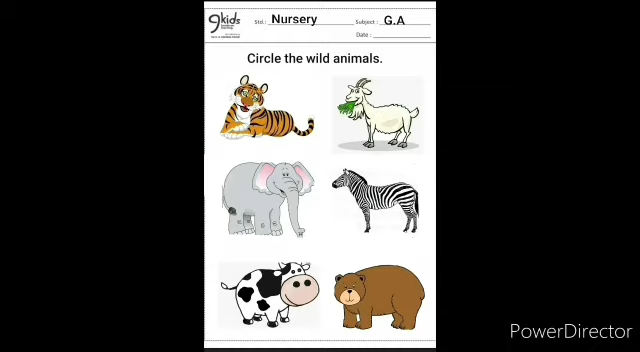 9kids
Std.: Nursery Subject : G.A
Date :
Circle the wild animals.
PowerDirector